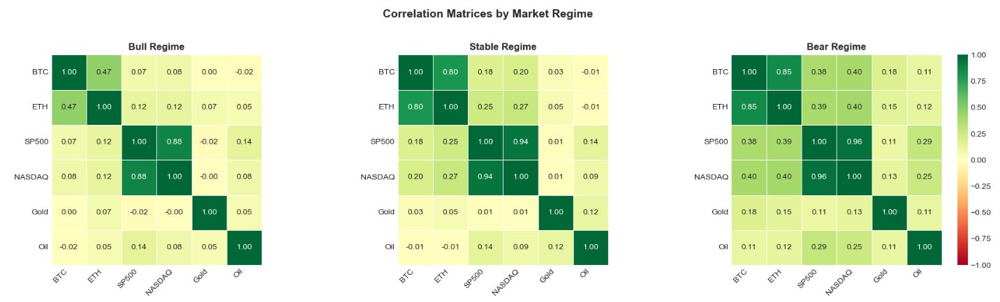 Correlation Matrices by Market Regime
Bull Regime
BTC 1.00 0.47 0.07 0.08 0.00 -0.02
ETH 0.47 1.00 0.12 0.12 0.07 0.05
SP500 0.07 0.12 1.00 0.88 -0.02 0.14
NASDAQ 0.08 0.12 0.88 1.00 -0.00 0.08
Gold 0.00 0.07 -0.02 -0.00 1.00 0.05
Oil -0.02 0.05 0.14 0.08 0.05 1.00
BTC ETH SP500 NASDAQ Gold Oil
Stable Regime
BTC 1.00 0.80 0.18 0.20 0.03 -0.01
ETH 0.80 1.00 0.25 0.27 0.05 -0.01
SP500 0.18 0.25 1.00 0.94 0.01 0.14
NASDAQ 0.20 0.27 0.94 1.00 0.01 0.09
Gold 0.03 0.05 0.01 0.01 1.00 0.12
Oil -0.01 -0.01 0.14 0.09 0.12 1.00
BTC ETH SP500 NASDAQ Gold Oil
Bear Regime
BTC 1.00 0.85 0.38 0.40 0.18 0.11
ETH 0.85 1.00 0.39 0.40 0.15 0.12
SP500 0.38 0.39 1.00 0.96 0.11 0.29
NASDAQ 0.40 0.40 0.96 1.00 0.13 0.25
Gold 0.18 0.15 0.11 0.13 1.00 0.11
Oil 0.11 0.12 0.29 0.25 0.11 1.00
BTC ETH SP500 NASDAQ Gold Oil
1.00
0.75
0.50
0.25
0.00
−0.25
−0.50
−0.75
−1.00